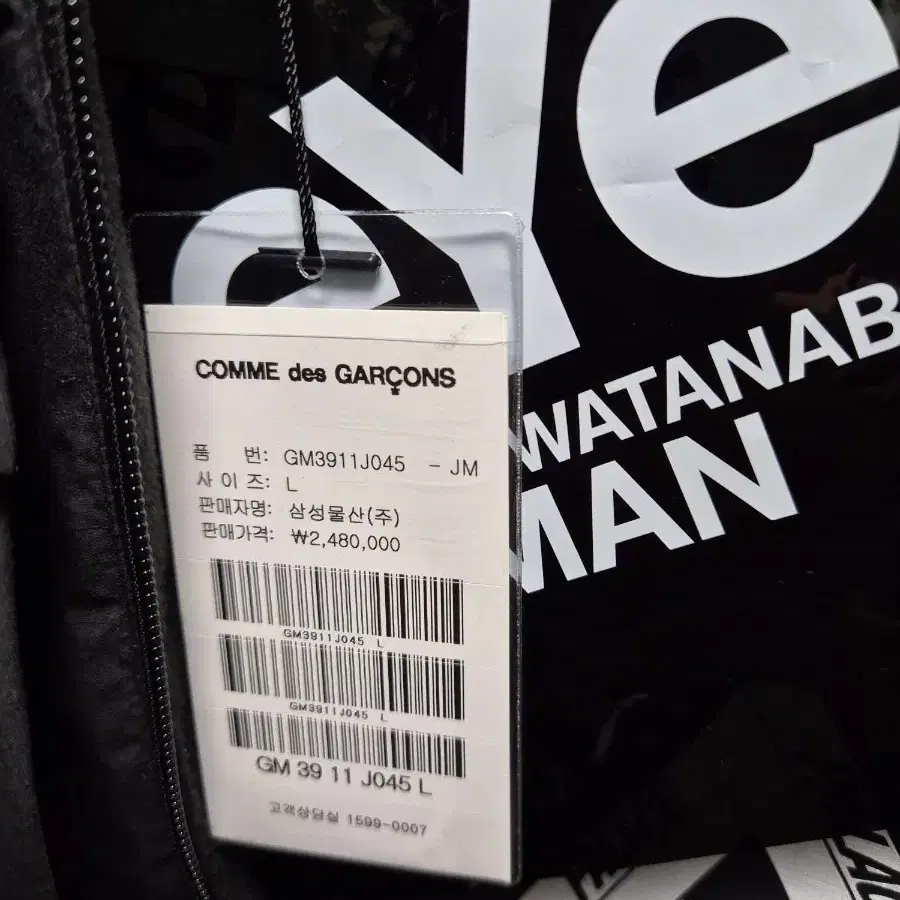 eYe
WATANAB
MAN
COMME des GARÇONS
품 번: GM3911J045 - JM
사 이 즈: L
판매자명: 삼성물산(주)
판매가격: ₩2,480,000
GM3911J045 L
GM3911J045 L
GM 39 11 J045 L
고객상담실 1599-0007